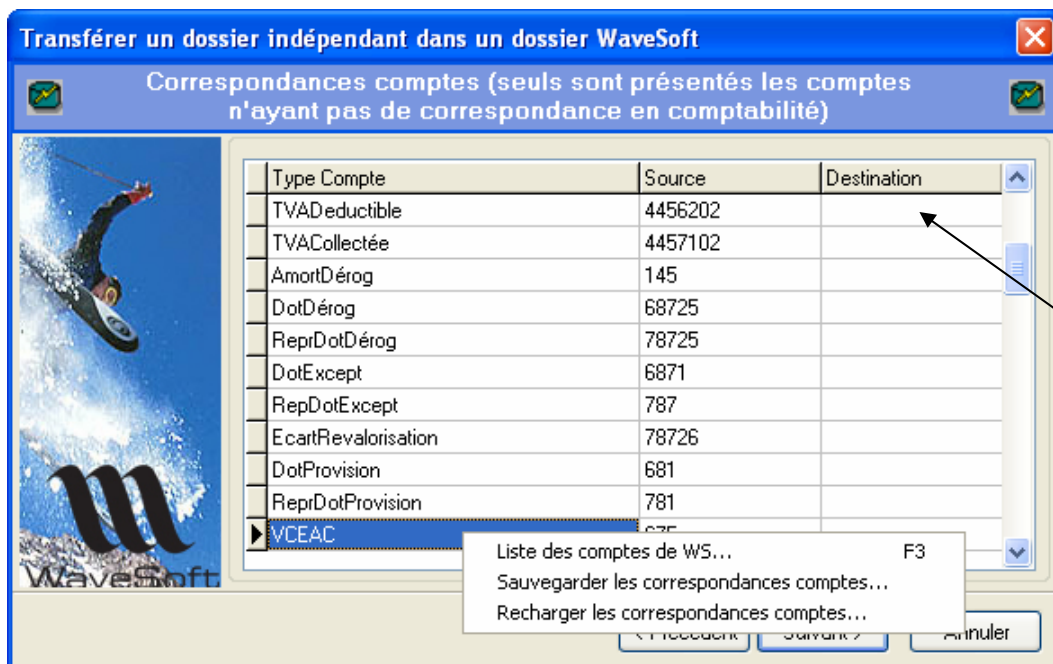 Transférer un dossier indépendant dans un dossier WaveSoft
Correspondances comptes (seuls sont présentés les comptes
n'ayant pas de correspondance en comptabilité)
Type Compte Source Destination
TVADeductible 4456202
TVACollectée 4457102
AmortDérog 145
DotDérog 68725
ReprDotDérog 78725
DotExcept 6871
RepDotExcept 787
EcartRevalorisation 78726
DotProvision 681
ReprDotProvision 781
VCEAC 675
Liste des comptes de WS... F3
Sauvegarder les correspondances comptes...
Recharger les correspondances comptes...
WaveSoft
< Précédent Suivant > Annuler